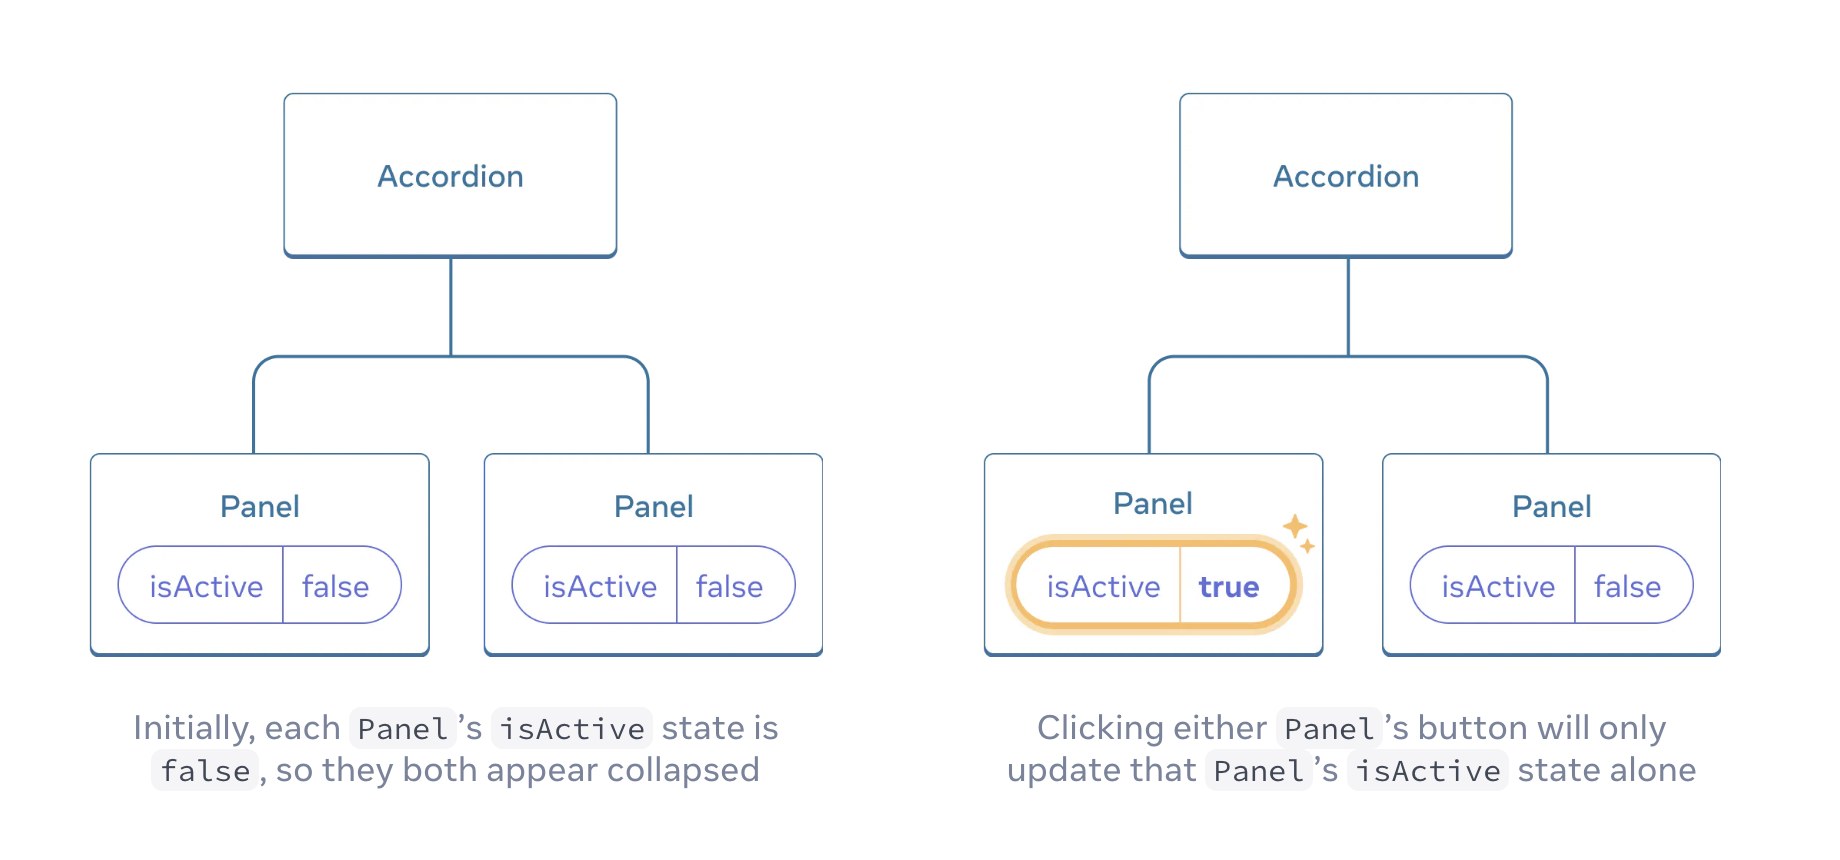 Accordion
Panel
isActive false
Panel
isActive false
Initially, each Panel’s isActive state is
false, so they both appear collapsed
Accordion
Panel
isActive true
Panel
isActive false
Clicking either Panel’s button will only
update that Panel’s isActive state alone